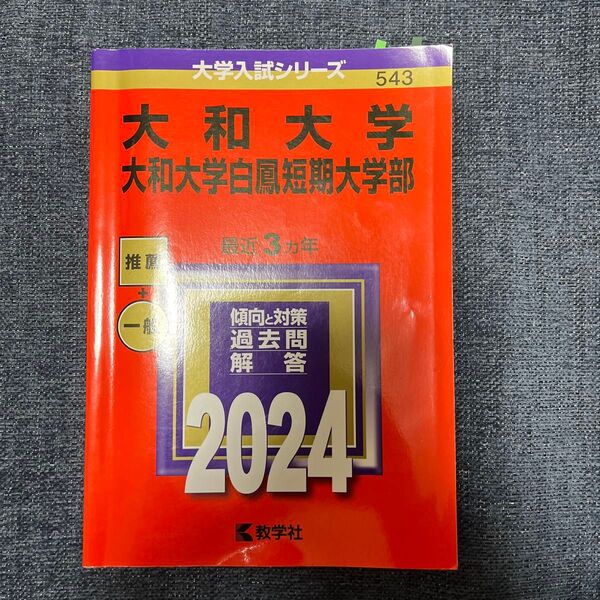 大学入試シリーズ
543
大和大学
大和大学白鳳短期大学部
最近3カ年
推薦
+
一般
傾向と対策
過去問
解答
2024
教学社